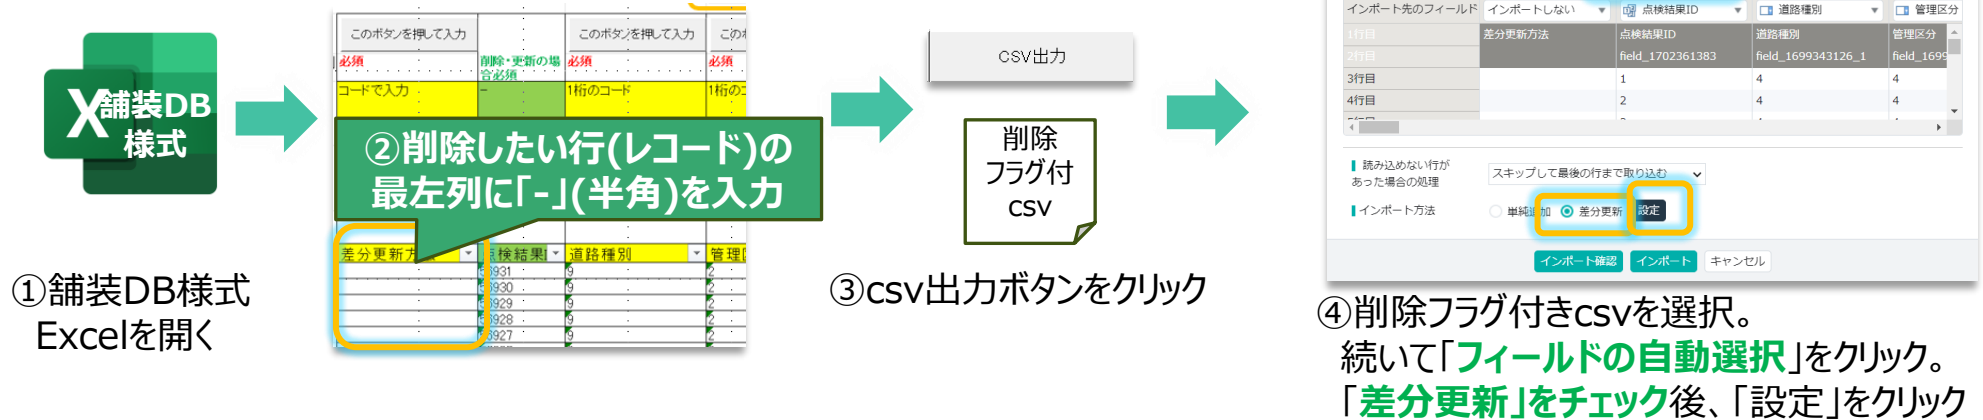 舗装DB
様式
①舗装DB様式
Excelを開く
このボタンを押して入力
このボタンを押して入力
必須
削除・更新の場
合必須
必須
必須
コードで入力
-
1桁のコード
②削除したい行(レコード)の
最左列に「-」(半角)を入力
差分更新方
点検結果
道路種別
管理
6931
9
2
6930
9
2
6929
9
2
6928
9
2
6927
9
2
CSV出力
削除
フラグ付
csv
③csv出力ボタンをクリック
インポート先のフィールド
インポートしない
点検結果ID
道路種別
管理区分
1行目
差分更新方法
点検結果ID
道路種別
管理区分
2行目
field_1702361383
field_1699343126_1
field_1699
3行目
1
4
4
4行目
2
4
4
読み込めない行が
あった場合の処理
スキップして最後の行まで取り込む
インポート方法
単純追加
差分更新
設定
インポート確認
インポート
キャンセル
④削除フラグ付きcsvを選択。
続いて「フィールドの自動選択」をクリック。
「差分更新」をチェック後、「設定」をクリック